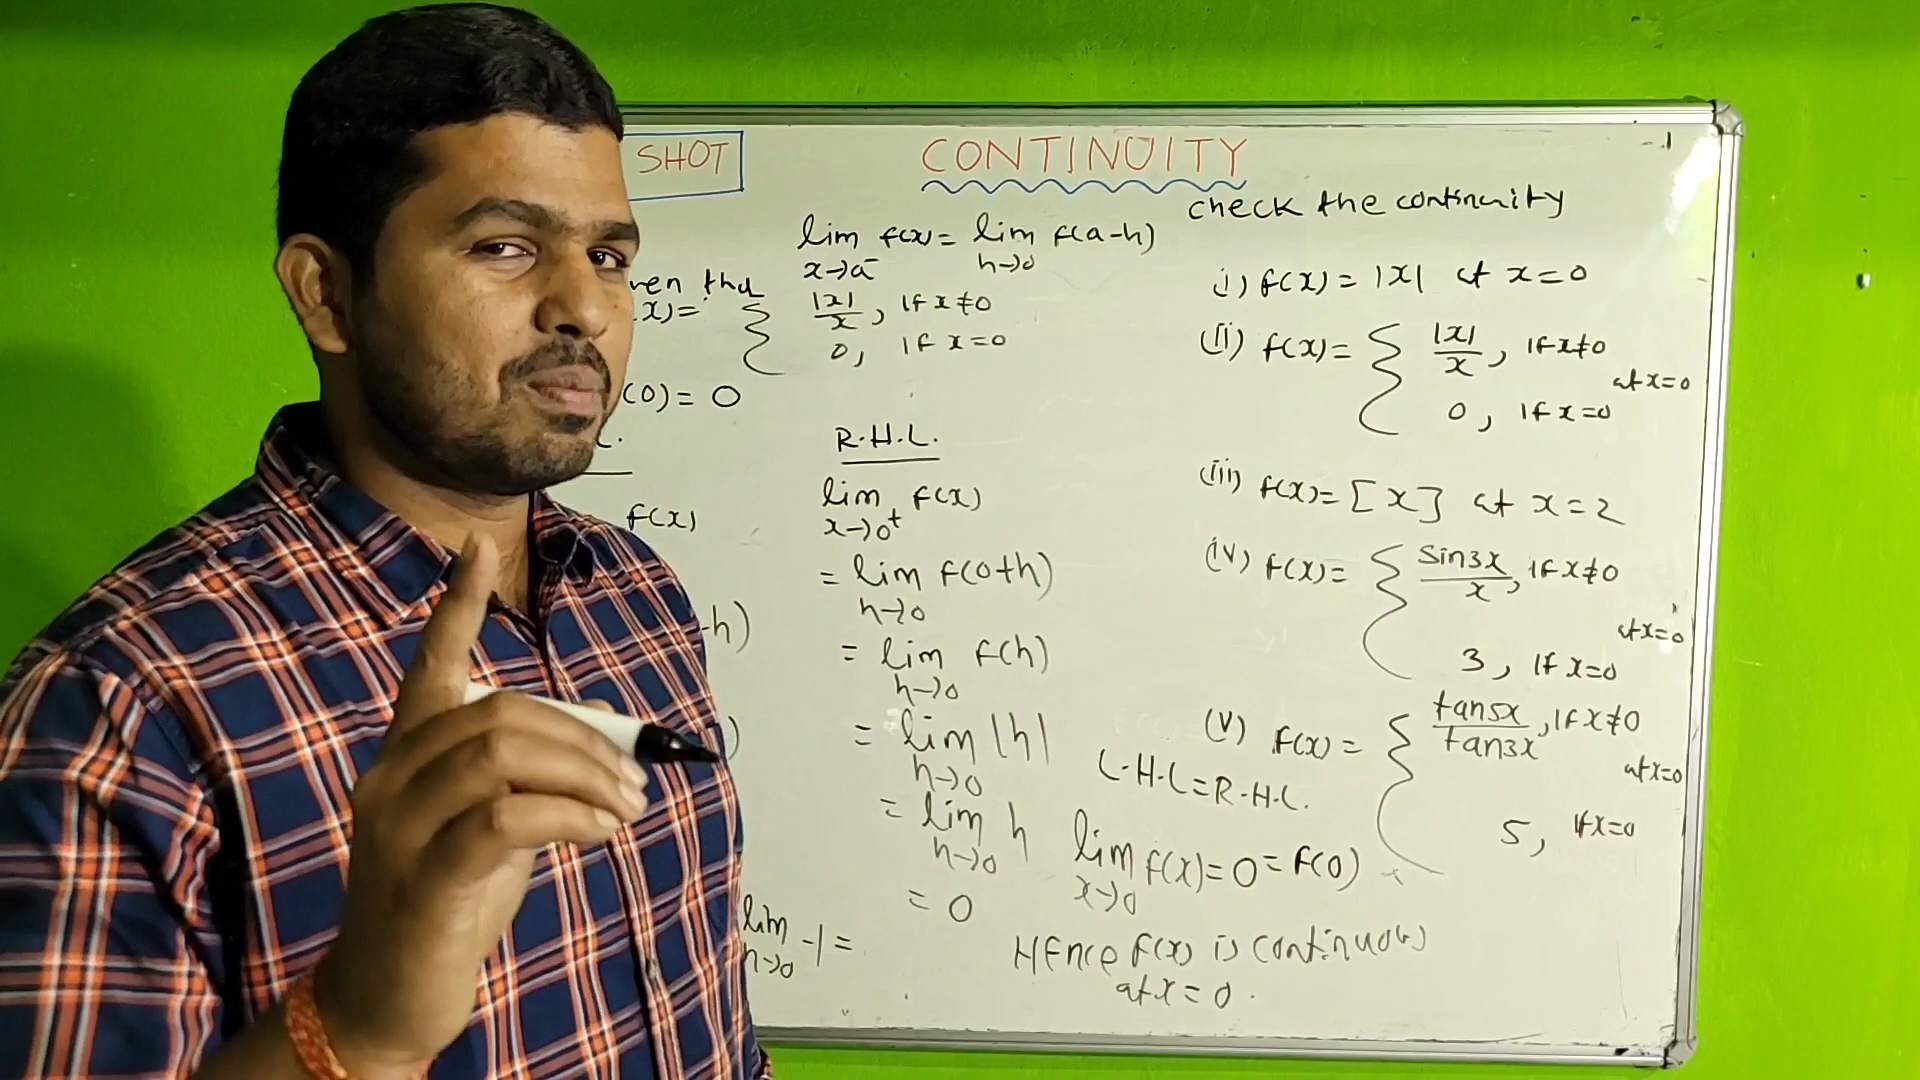 SHOT
CONTINUITY
check the continuity
lim f(x) = lim f(a-h)
x→a⁻ h→0
ven tha
(x)= { |x|/x, If x≠0
0, If x=0
(0) = 0
L.
f(x)
-h)
)
lim -1 =
h→0
R.H.L.
lim f(x)
x→0⁺
= lim f(0+h)
h→0
= lim f(h)
h→0
= lim |h|
h→0
= lim h
h→0
= 0
L.H.L = R.H.L.
lim f(x) = 0 = f(0)
x→0
Hence f(x) is continuous
at x = 0.
(i) f(x) = |x| at x=0
(ii) f(x) = { |x|/x, If x≠0
at x=0
0, If x=0
(iii) f(x) = [x] at x=2
(iv) f(x) = { sin3x/x, If x≠0
at x=0
3, If x=0
(v) f(x) = { tan5x/tan3x, If x≠0
at x=0
5, If x=0